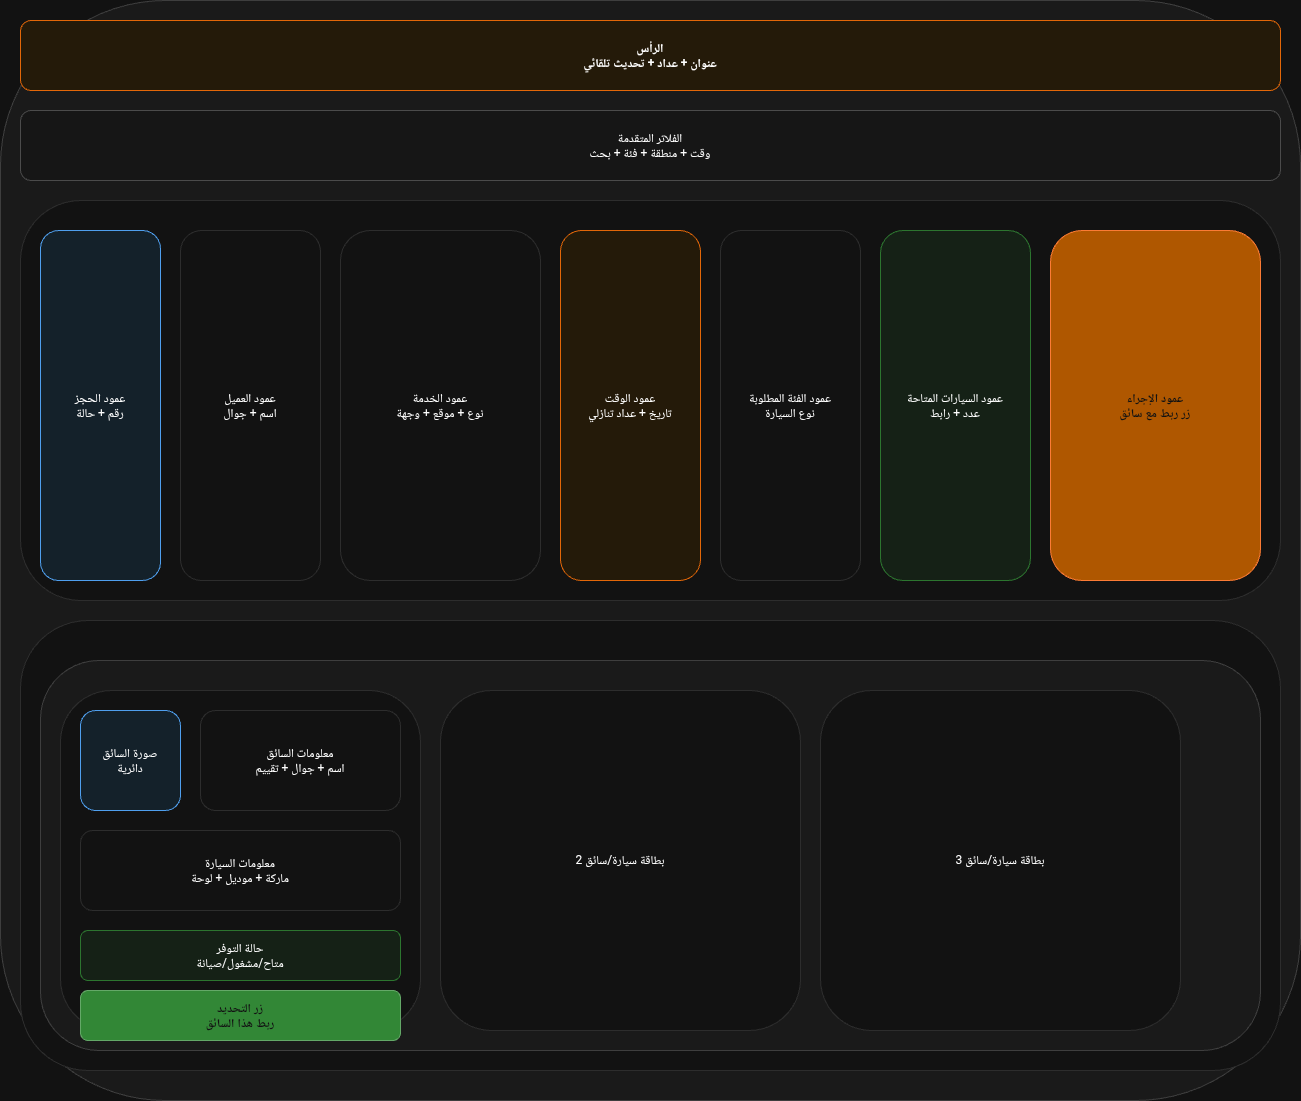 الرأس
عنوان + عداد + تحديث تلقائي
الفلاتر المتقدمة
وقت + منطقة + فئة + بحث
عمود الإجراء
زر ربط مع سائق
عمود السيارات المتاحة
عدد + رابط
عمود الفئة المطلوبة
نوع السيارة
عمود الوقت
تاريخ + عداد تنازلي
عمود الخدمة
نوع + موقع + وجهة
عمود العميل
اسم + جوال
عمود الحجز
رقم + حالة
بطاقة سيارة/سائق 3
بطاقة سيارة/سائق 2
معلومات السائق
اسم + جوال + تقييم
صورة السائق
دائرية
معلومات السيارة
ماركة + موديل + لوحة
حالة التوفر
متاح/مشغول/صيانة
زر التحديد
ربط هذا السائق